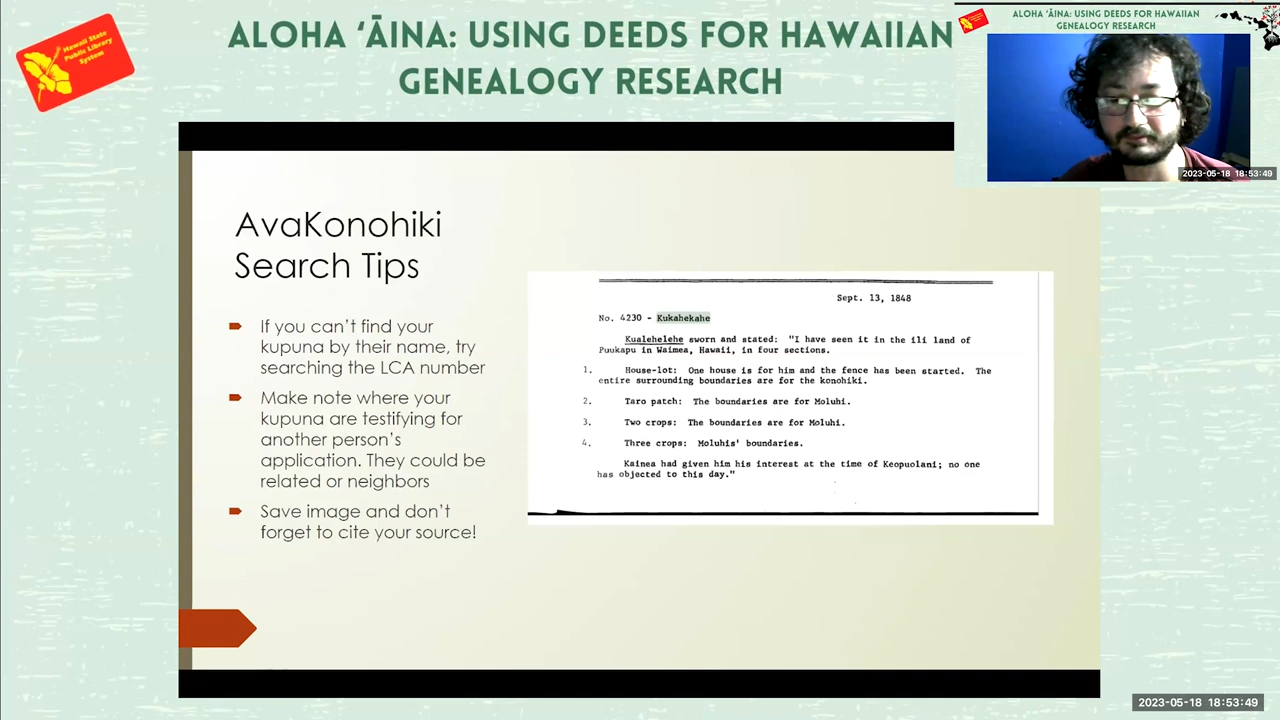 Hawaii State
Public Library
System
ALOHA ʻĀINA: USING DEEDS FOR HAWAIIAN
GENEALOGY RESEARCH
ALOHA ʻĀINA: USING DEEDS FOR HAWAIIAN
GENEALOGY RESEARCH
2023-05-18 18:53:49
AvaKonohiki
Search Tips
If you can’t find your
kupuna by their name, try
searching the LCA number
Make note where your
kupuna are testifying for
another person’s
application. They could be
related or neighbors
Save image and don’t
forget to cite your source!
Sept. 13, 1848
No. 4230 - Kukahekahe
Kualehelehe sworn and stated: "I have seen it in the ili land of
Puukapu in Waimea, Hawaii, in four sections.
1. House-lot: One house is for him and the fence has been started. The
entire surrounding boundaries are for the konohiki.
2. Taro patch: The boundaries are for Moluhi.
3. Two crops: The boundaries are for Moluhi.
4. Three crops: Moluhis' boundaries.
Kainea had given him his interest at the time of Keopuolani; no one
has objected to this day."
2023-05-18 18:53:49